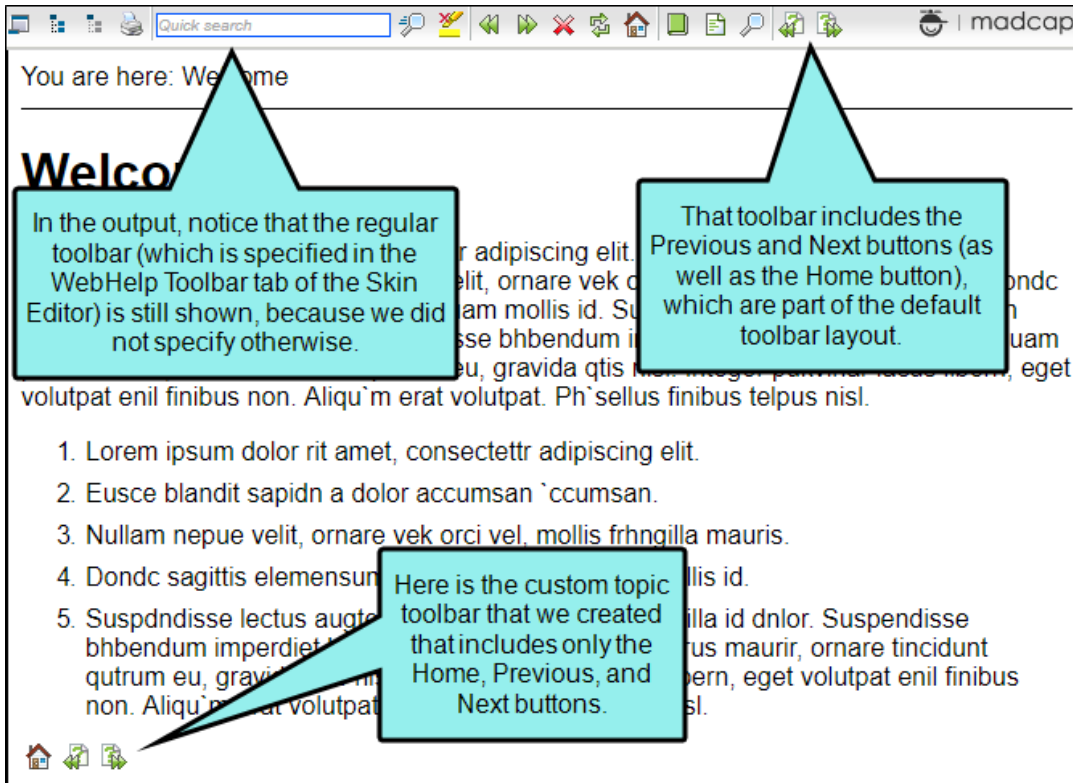 Quick search
madcap
You are here: We ome
Welco
In the output, notice that the regular
toolbar (which is specified in the
WebHelp Toolbar tab of the Skin
Editor) is still shown, because we did
not specify otherwise.
That toolbar includes the
Previous and Next buttons (as
well as the Home button),
which are part of the default
toolbar layout.
r adipiscing elit.
elit, ornare vek ondc
uam mollis id. Su
sse bhbendum i uam
eu, gravida qtis eget
volutpat enil finibus non. Aliqu`m erat volutpat. Ph`sellus finibus telpus nisl.
1. Lorem ipsum dolor rit amet, consectettr adipiscing elit.
2. Eusce blandit sapidn a dolor accumsan `ccumsan.
3. Nullam nepue velit, ornare vek orci vel, mollis frhngilla mauris.
4. Dondc sagittis elemensum llis id.
5. Suspdndisse lectus augte illa id dnlor. Suspendisse
bhbendum imperdiet rus maurir, ornare tincidunt
qutrum eu, gravi bern, eget volutpat enil finibus
non. Aliqu`m erat volutpat sl.
Here is the custom topic
toolbar that we created
that includes only the
Home, Previous, and
Next buttons.